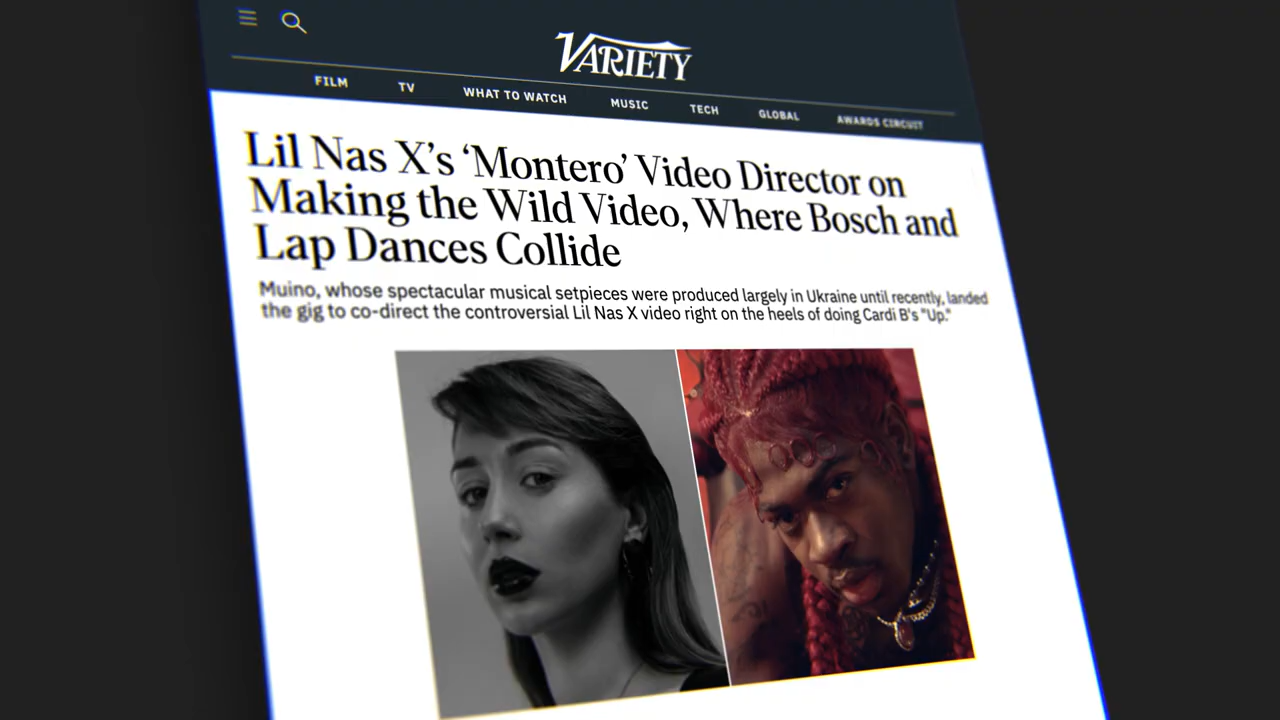 VARIETY
FILM TV WHAT TO WATCH MUSIC TECH GLOBAL AWARDS CIRCUIT
Lil Nas X’s ‘Montero’ Video Director on
Making the Wild Video, Where Bosch and
Lap Dances Collide
Muino, whose spectacular musical setpieces were produced largely in Ukraine until recently, landed
the gig to co-direct the controversial Lil Nas X video right on the heels of doing Cardi B's "Up."